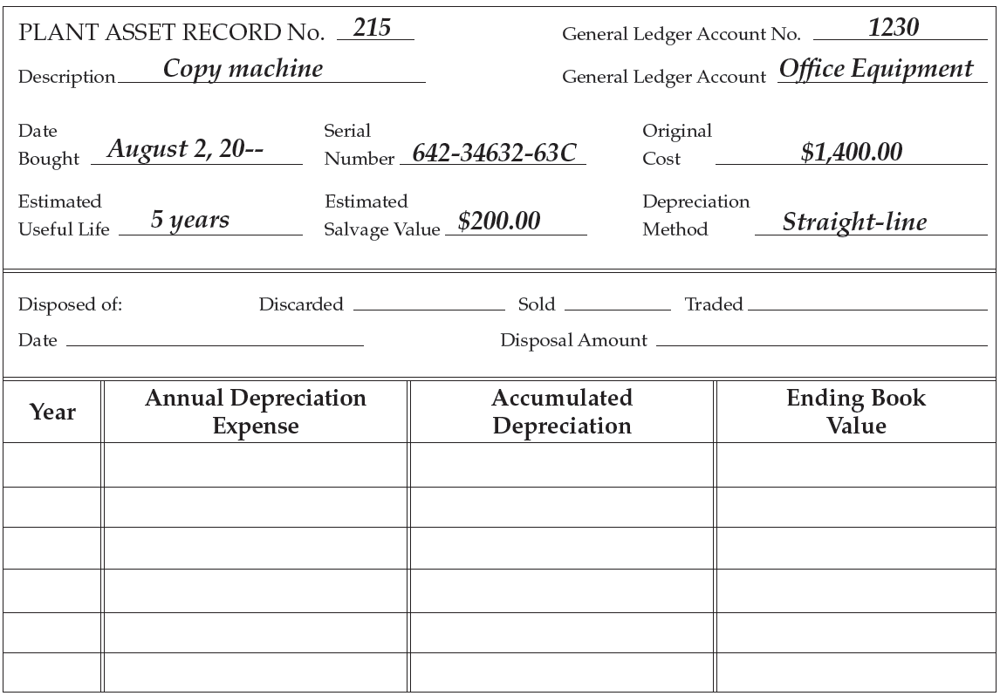 PLANT ASSET RECORD No. 215 General Ledger Account No. 1230
Description Copy machine General Ledger Account Office Equipment
Date Serial Original
Bought August 2, 20-- Number 642-34632-63C Cost $1,400.00
Estimated Estimated Depreciation
Useful Life 5 years Salvage Value $200.00 Method Straight-line
Disposed of: Discarded Sold Traded
Date Disposal Amount
Year Annual Depreciation Accumulated Ending Book
Expense Depreciation Value